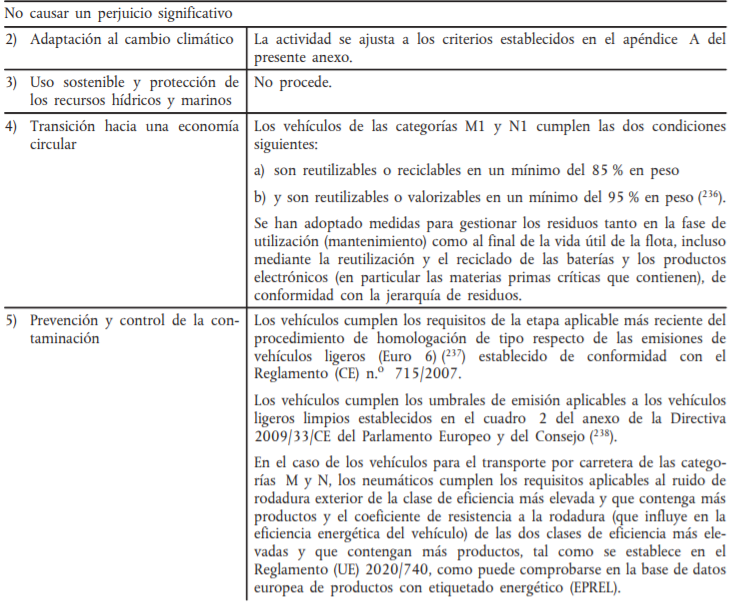 No causar un perjuicio significativo
2) Adaptación al cambio climático
La actividad se ajusta a los criterios establecidos en el apéndice A del
presente anexo.
3) Uso sostenible y protección de
los recursos hídricos y marinos
No procede.
4) Transición hacia una economía
circular
Los vehículos de las categorías M1 y N1 cumplen las dos condiciones
siguientes:
a) son reutilizables o reciclables en un mínimo del 85 % en peso
b) y son reutilizables o valorizables en un mínimo del 95 % en peso (236).
Se han adoptado medidas para gestionar los residuos tanto en la fase de
utilización (mantenimiento) como al final de la vida útil de la flota, incluso
mediante la reutilización y el reciclado de las baterías y los productos
electrónicos (en particular las materias primas críticas que contienen), de
conformidad con la jerarquía de residuos.
5) Prevención y control de la con-
taminación
Los vehículos cumplen los requisitos de la etapa aplicable más reciente del
procedimiento de homologación de tipo respecto de las emisiones de
vehículos ligeros (Euro 6) (237) establecido de conformidad con el
Reglamento (CE) n.º 715/2007.
Los vehículos cumplen los umbrales de emisión aplicables a los vehículos
ligeros limpios establecidos en el cuadro 2 del anexo de la Directiva
2009/33/CE del Parlamento Europeo y del Consejo (238).
En el caso de los vehículos para el transporte por carretera de las catego-
rías M y N, los neumáticos cumplen los requisitos aplicables al ruido de
rodadura exterior de la clase de eficiencia más elevada y que contenga más
productos y el coeficiente de resistencia a la rodadura (que influye en la
eficiencia energética del vehículo) de las dos clases de eficiencia más ele-
vadas y que contengan más productos, tal como se establece en el
Reglamento (UE) 2020/740, como puede comprobarse en la base de datos
europea de productos con etiquetado energético (EPREL).